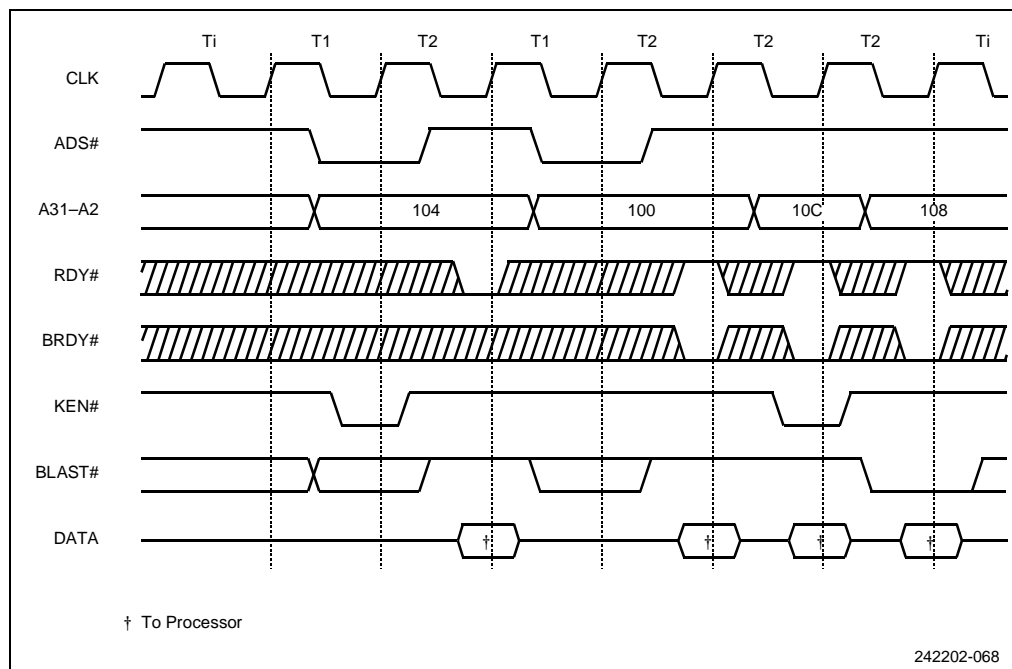 Ti T1 T2 T1 T2 T2 T2 Ti
CLK
ADS#
A31–A2 104 100 10C 108
RDY#
BRDY#
KEN#
BLAST#
DATA † † † †
† To Processor
242202-068